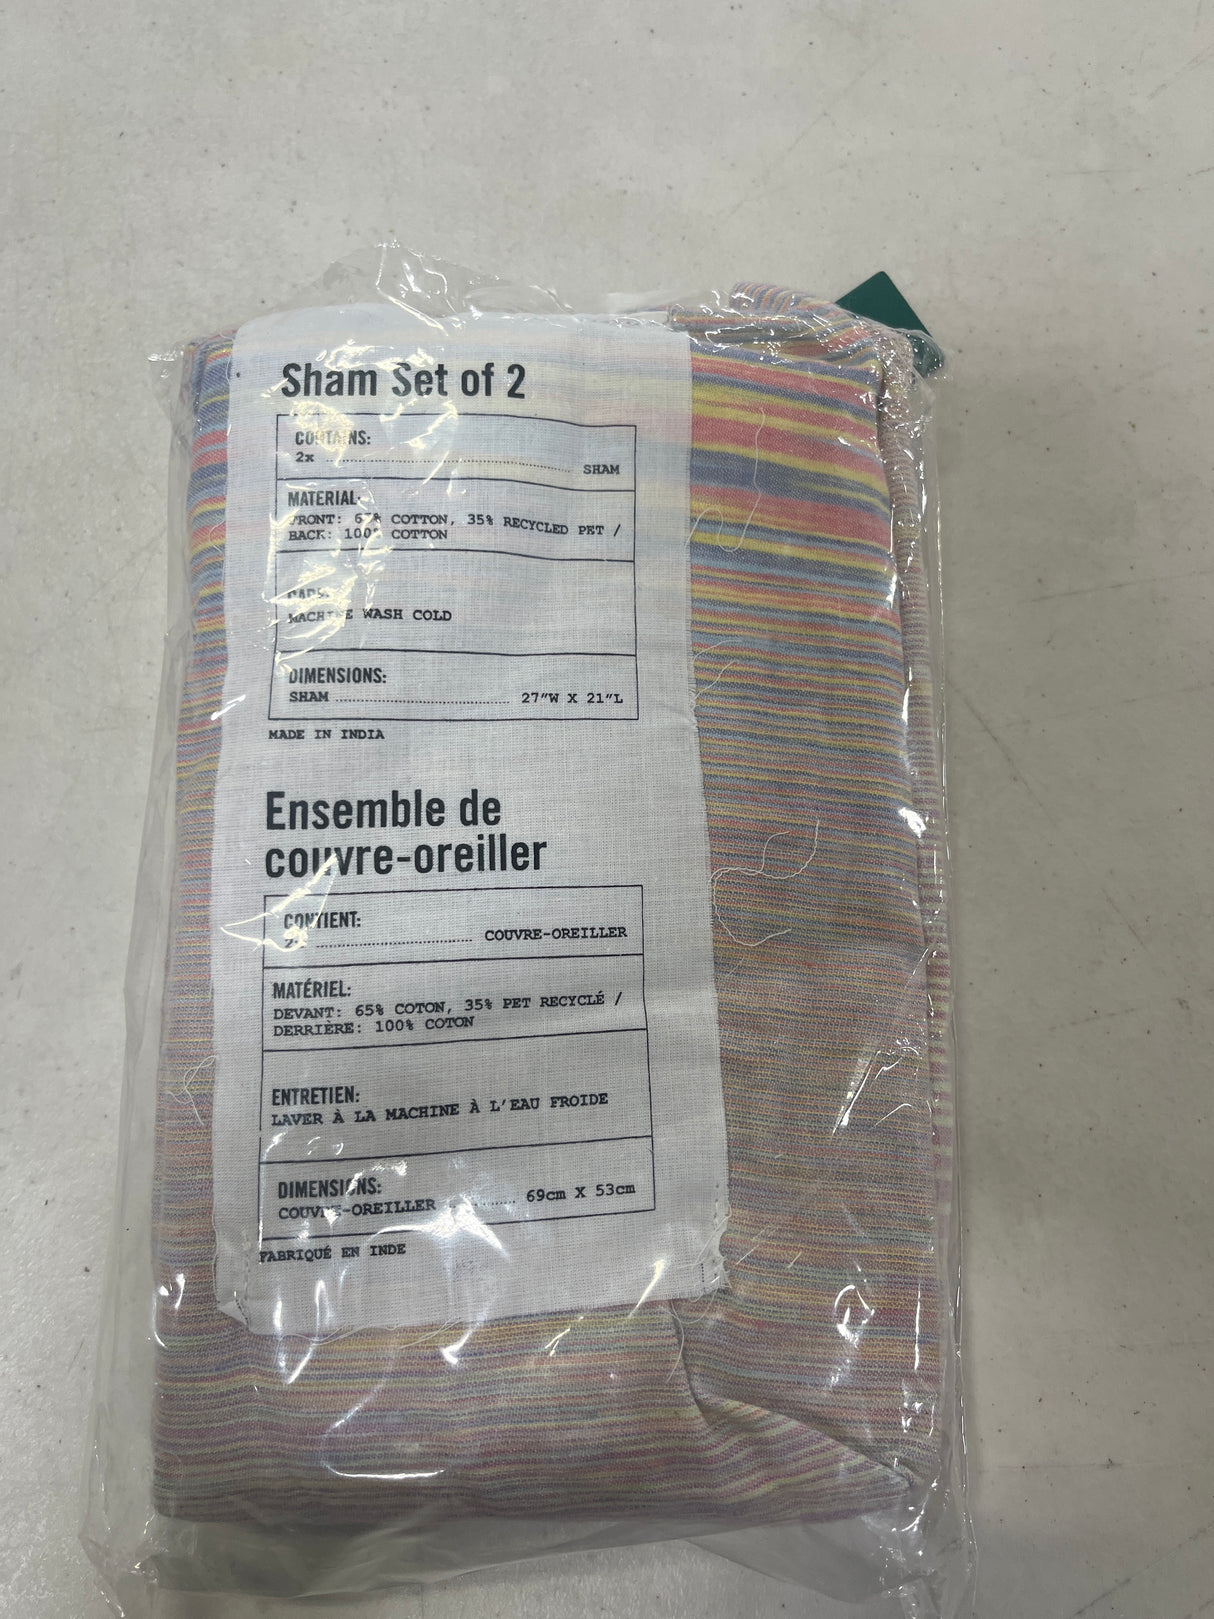 Sham Set of 2
CONTAINS:
2x ........................................ SHAM
MATERIAL:
FRONT: 65% COTTON, 35% RECYCLED PET /
BACK: 100% COTTON
MACHINE WASH COLD
DIMENSIONS:
SHAM ........................................ 27"W X 21"L
MADE IN INDIA
Ensemble de
couvre-oreiller
CONTIENT:
........................................ COUVRE-OREILLER
MATÉRIEL:
DEVANT: 65% COTON, 35% PET RECYCLÉ /
DERRIÈRE: 100% COTON
ENTRETIEN:
LAVER À LA MACHINE À L'EAU FROIDE
DIMENSIONS:
COUVRE-OREILLER ............ 69cm X 53cm
FABRIQUÉ EN INDE